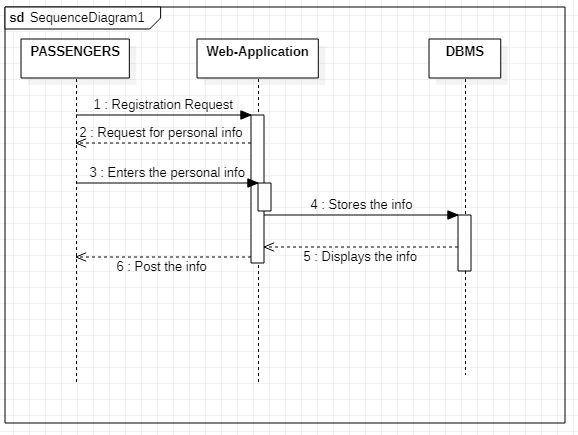 sd SequenceDiagram1
PASSENGERS Web-Application DBMS
1 : Registration Request
2 : Request for personal info
3 : Enters the personal info
4 : Stores the info
5 : Displays the info
6 : Post the info